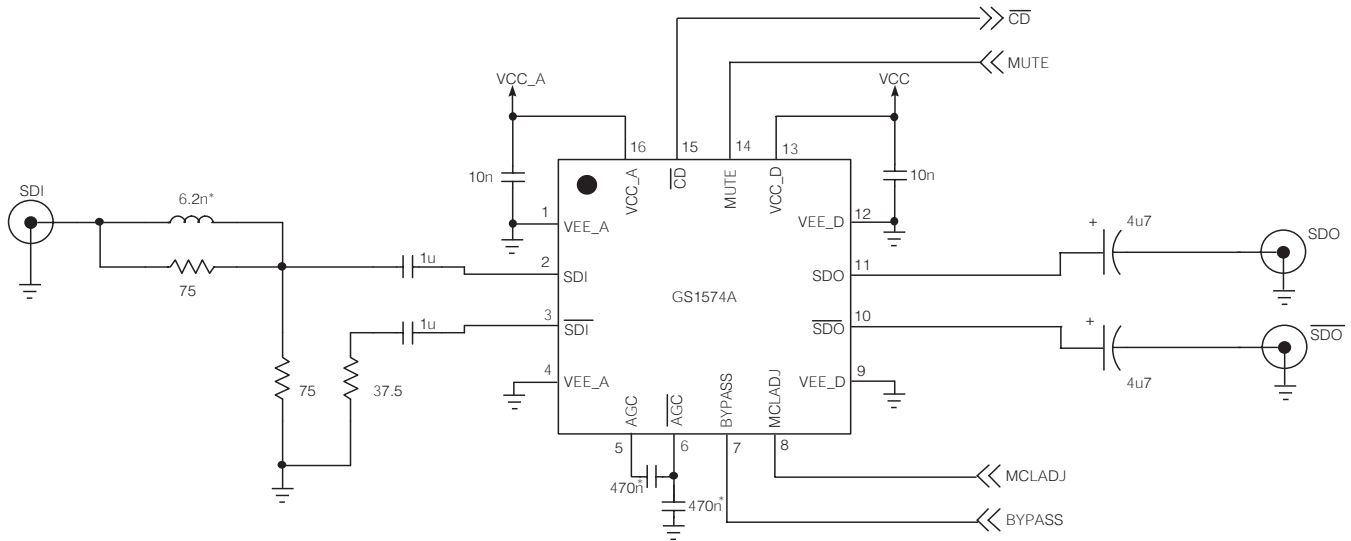 CD
MUTE
VCC_A
VCC
16
15
14
13
10n
VCC_A
CD
MUTE
VCC_D
10n
SDI
6.2n*
1
VEE_A
VEE_D
12
4u7
+
SDO
75
1u
2
SDI
SDO
11
GS1574A
1u
3
SDI
SDO
10
+
SDO
75
37.5
4
VEE_A
VEE_D
9
4u7
AGC
AGC
BYPASS
MCLADJ
5
6
7
8
470n*
470n*
MCLADJ
BYPASS